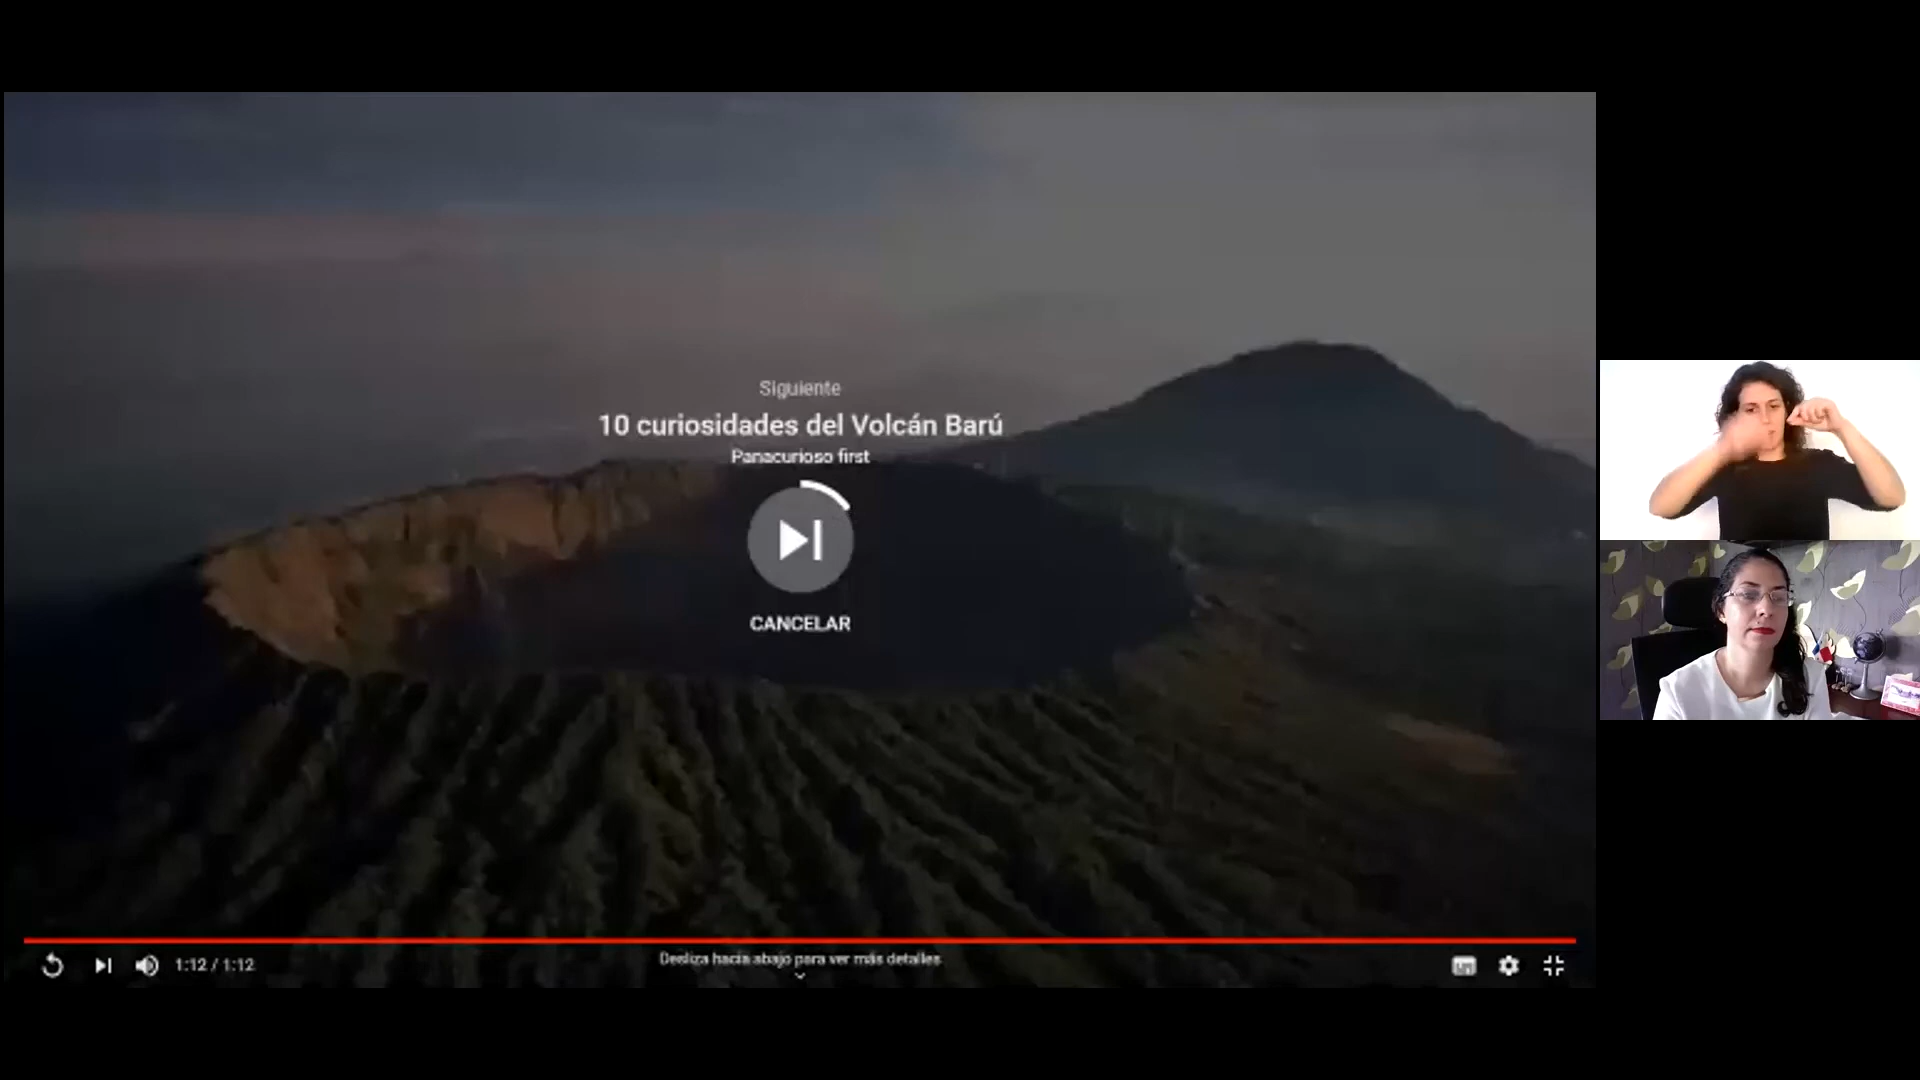 Siguiente
10 curiosidades del Volcán Barú
Panacurioso first
CANCELAR
1:12 / 1:12
Desliza hacia abajo para ver más detalles